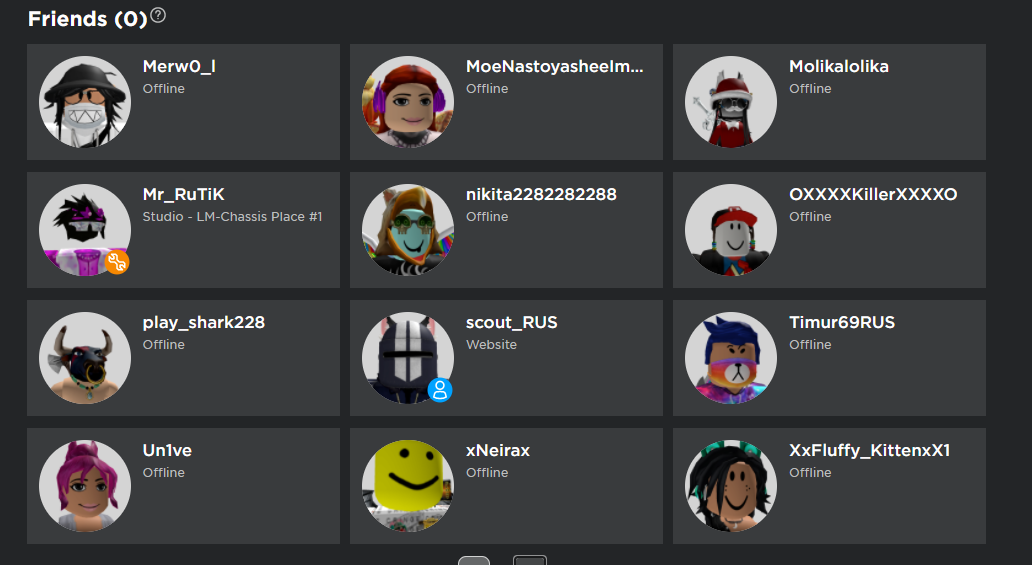 Friends (0)
Merw0_l
Offline
MoeNastoyasheeIm...
Offline
Molikalolika
Offline
Mr_RuTiK
Studio - LM-Chassis Place #1
nikita2282282288
Offline
OXXXXKillerXXXXO
Offline
play_shark228
Offline
scout_RUS
Website
Timur69RUS
Offline
Un1ve
Offline
xNeirax
Offline
XxFluffy_KittenxX1
Offline